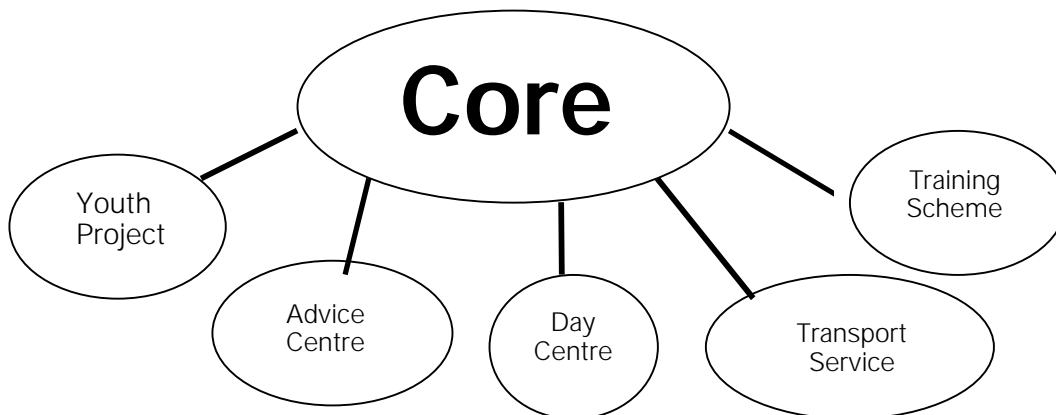 Core
Youth
Project
Advice
Centre
Day
Centre
Transport
Service
Training
Scheme